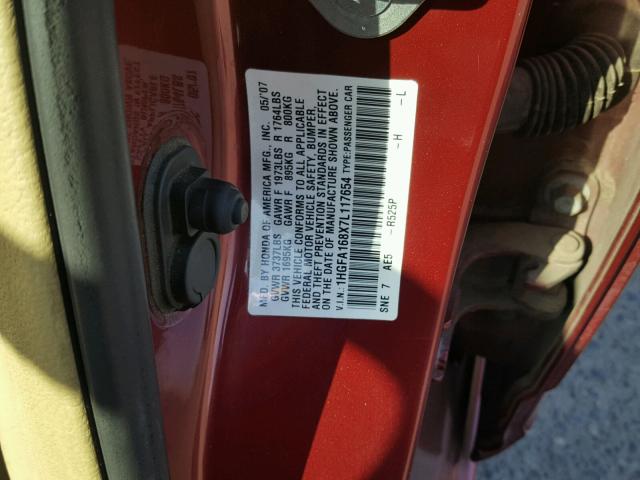 MFD. BY HONDA OF AMERICA MFG., INC. 05/'07
GVWR 3737LBS GAWR F 1973LBS R 1764LBS
GVWR 1695KG GAWR F 895KG R 800KG
THIS VEHICLE CONFORMS TO ALL APPLICABLE
FEDERAL MOTOR VEHICLE SAFETY, BUMPER,
AND THEFT PREVENTION STANDARDS IN EFFECT
ON THE DATE OF MANUFACTURE SHOWN ABOVE.
V.I.N.: 1HGFA168X7L117654 TYPE:PASSENGER CAR
SNE 7 AE5 - R525P - H - L